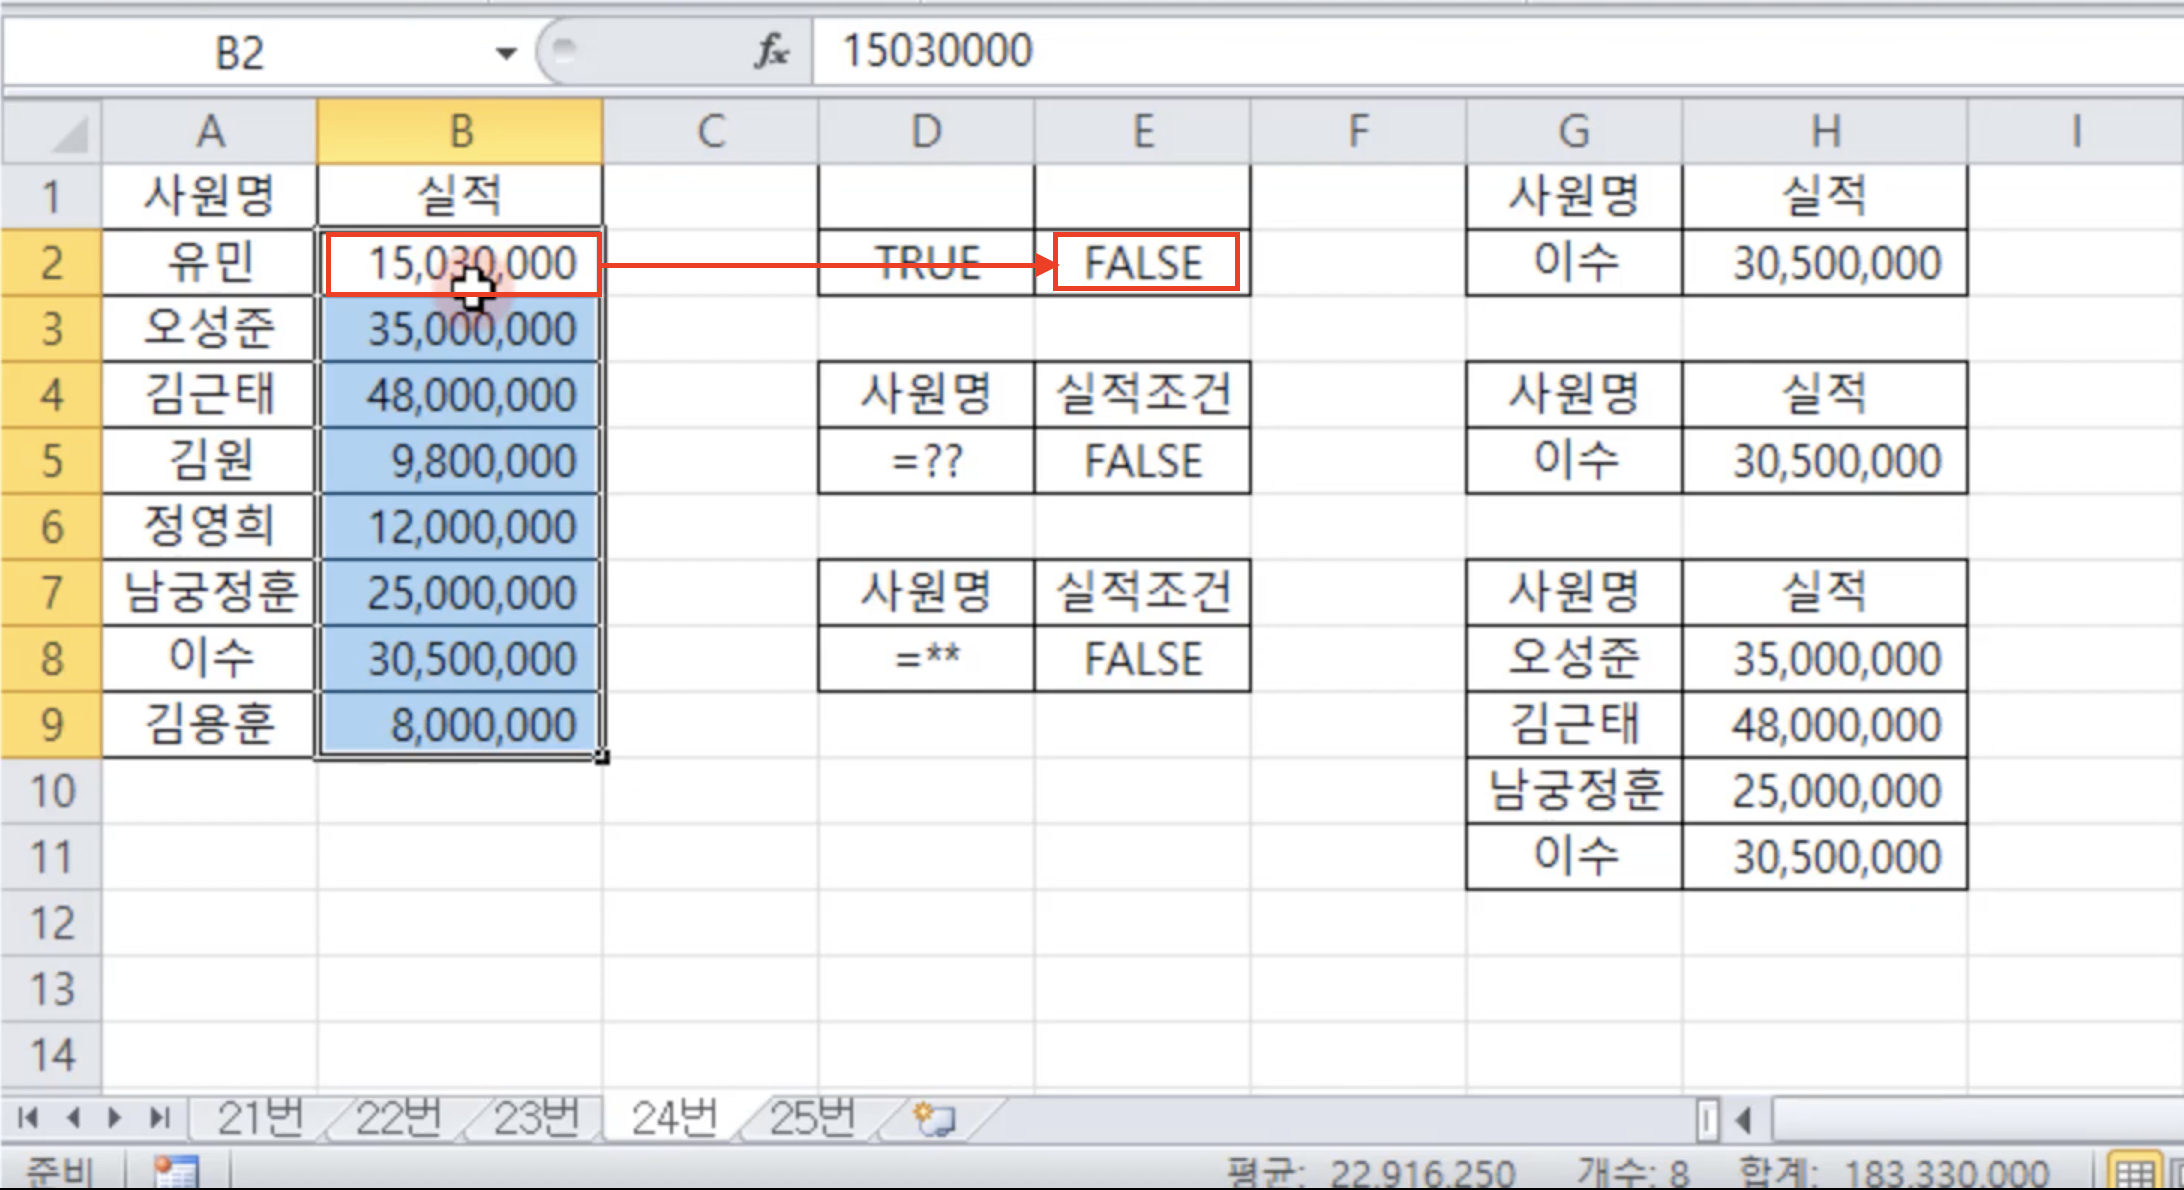 B2 fx 15030000
A B C D E F G H I
1 사원명 실적 사원명 실적
2 유민 15,030,000 TRUE FALSE 이수 30,500,000
3 오성준 35,000,000
4 김근태 48,000,000 사원명 실적조건 사원명 실적
5 김원 9,800,000 =?? FALSE 이수 30,500,000
6 정영희 12,000,000
7 남궁정훈 25,000,000 사원명 실적조건 사원명 실적
8 이수 30,500,000 =** FALSE 오성준 35,000,000
9 김용훈 8,000,000 김근태 48,000,000
10 남궁정훈 25,000,000
11 이수 30,500,000
12
13
14
21번 22번 23번 24번 25번
준비 평균: 22,916,250 개수: 8 합계: 183,330,000